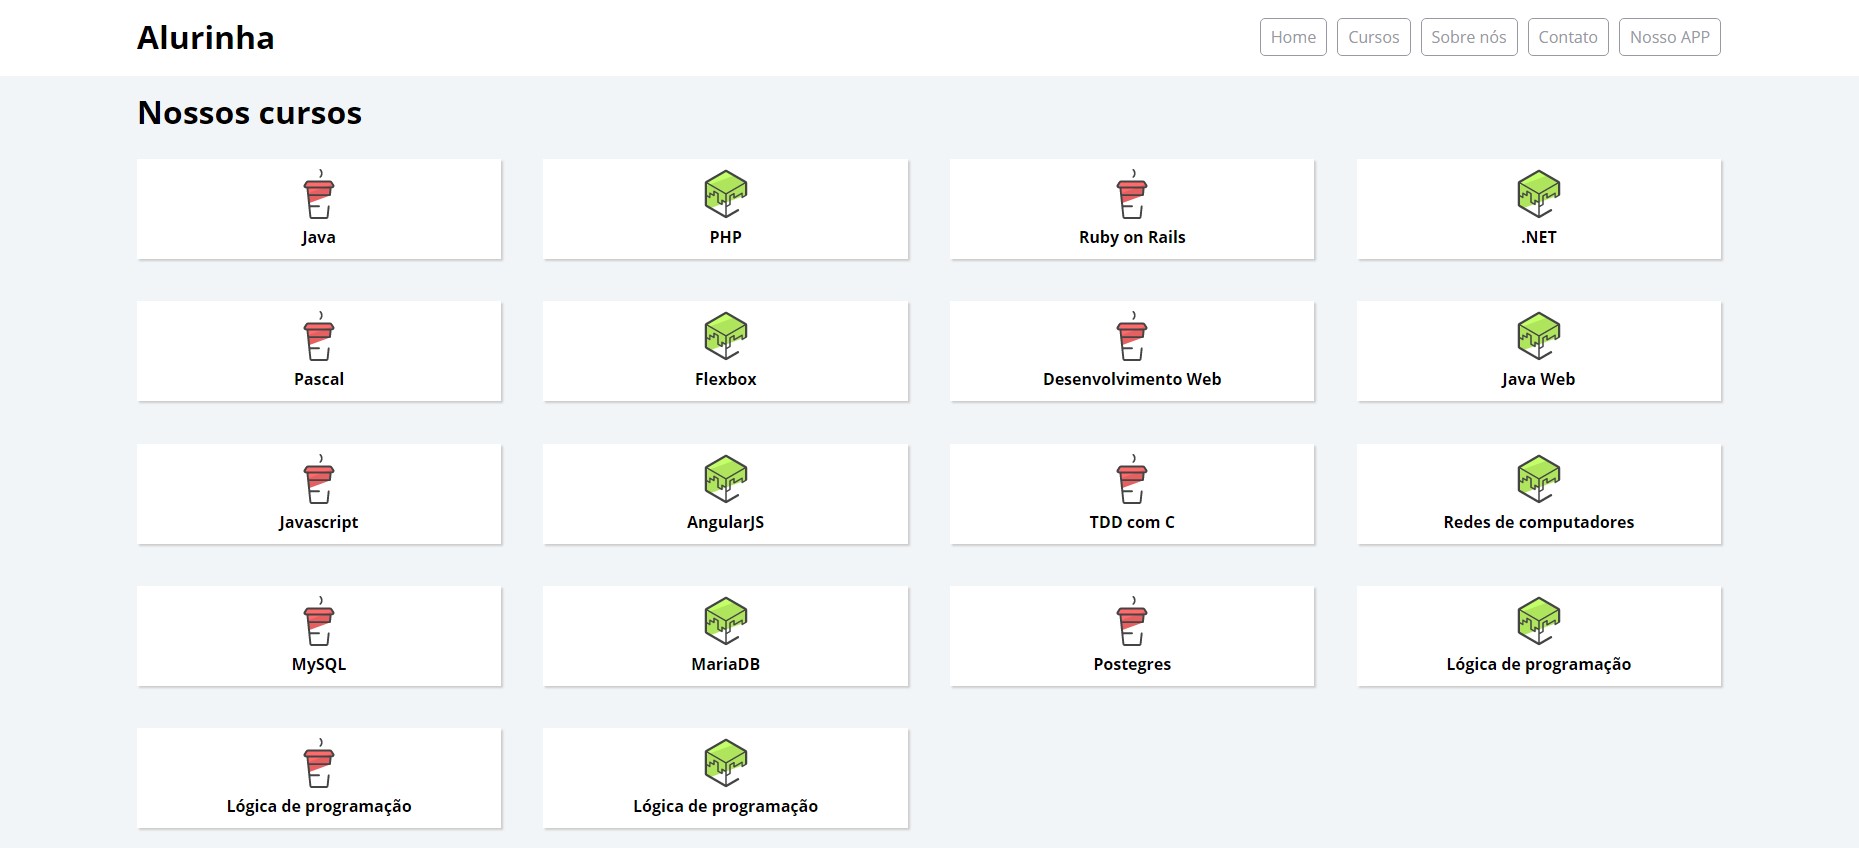 Alurinha
Home Cursos Sobre nós Contato Nosso APP
Nossos cursos
Java PHP Ruby on Rails .NET
Pascal Flexbox Desenvolvimento Web Java Web
Javascript AngularJS TDD com C Redes de computadores
MySQL MariaDB Postegres Lógica de programação
Lógica de programação Lógica de programação